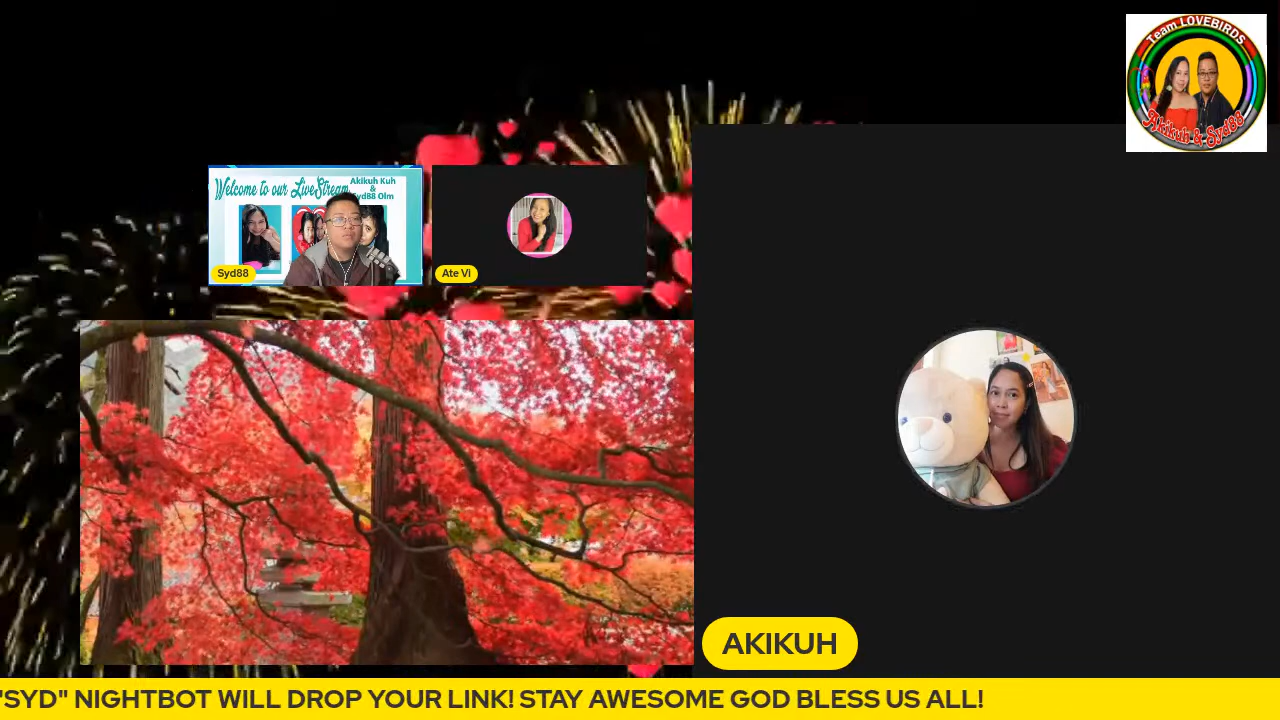 Team LOVEBIRDS
Akikuh & Syd88
Welcome to our LiveStream
Akikuh Kuh
&
Syd88 Olm
Syd88
Ate Vi
AKIKUH
"SYD" NIGHTBOT WILL DROP YOUR LINK! STAY AWESOME GOD BLESS US ALL!